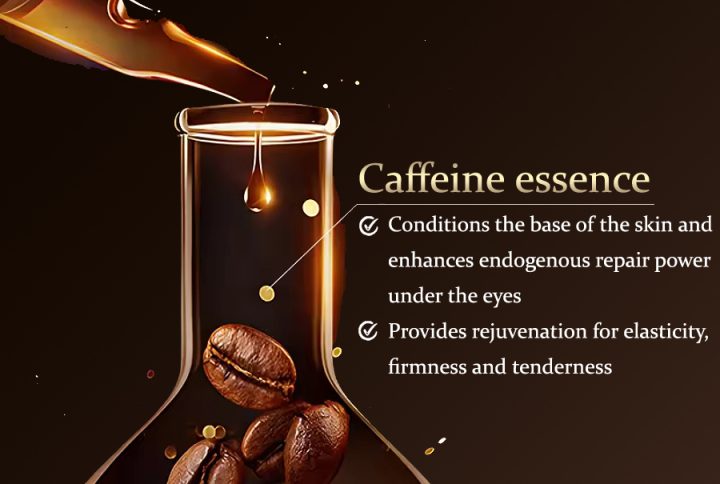 Caffeine essence
Conditions the base of the skin and
enhances endogenous repair power
under the eyes
Provides rejuvenation for elasticity,
firmness and tenderness